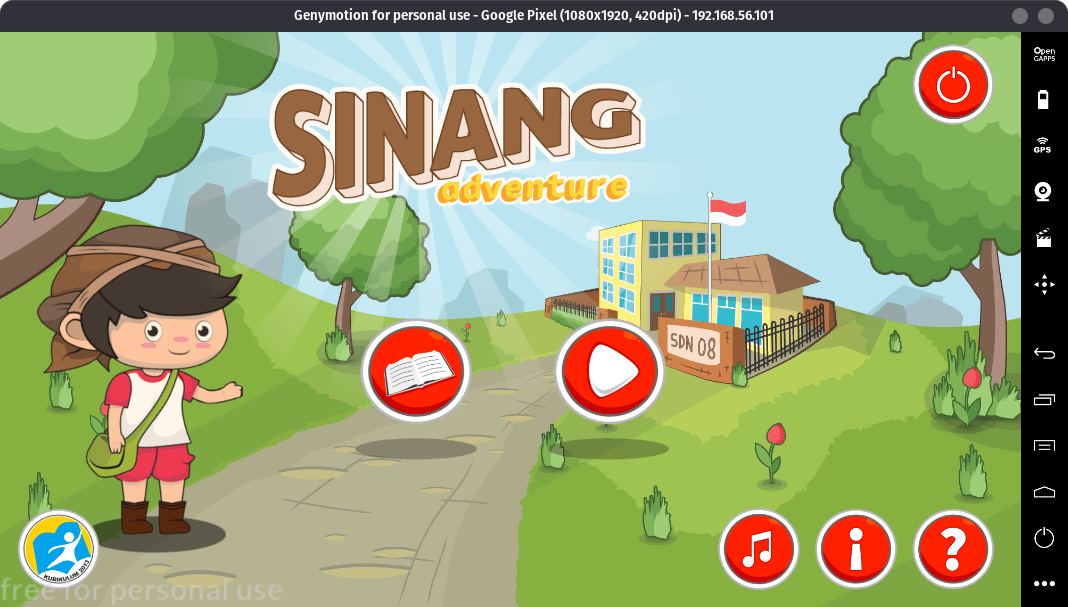 Genymotion for personal use - Google Pixel (1080x1920, 420dpi) - 192.168.56.101
Open
GAPPS
GPS
SINANG
adventure
SDN 08
KURIKULUM 2013
free for personal use